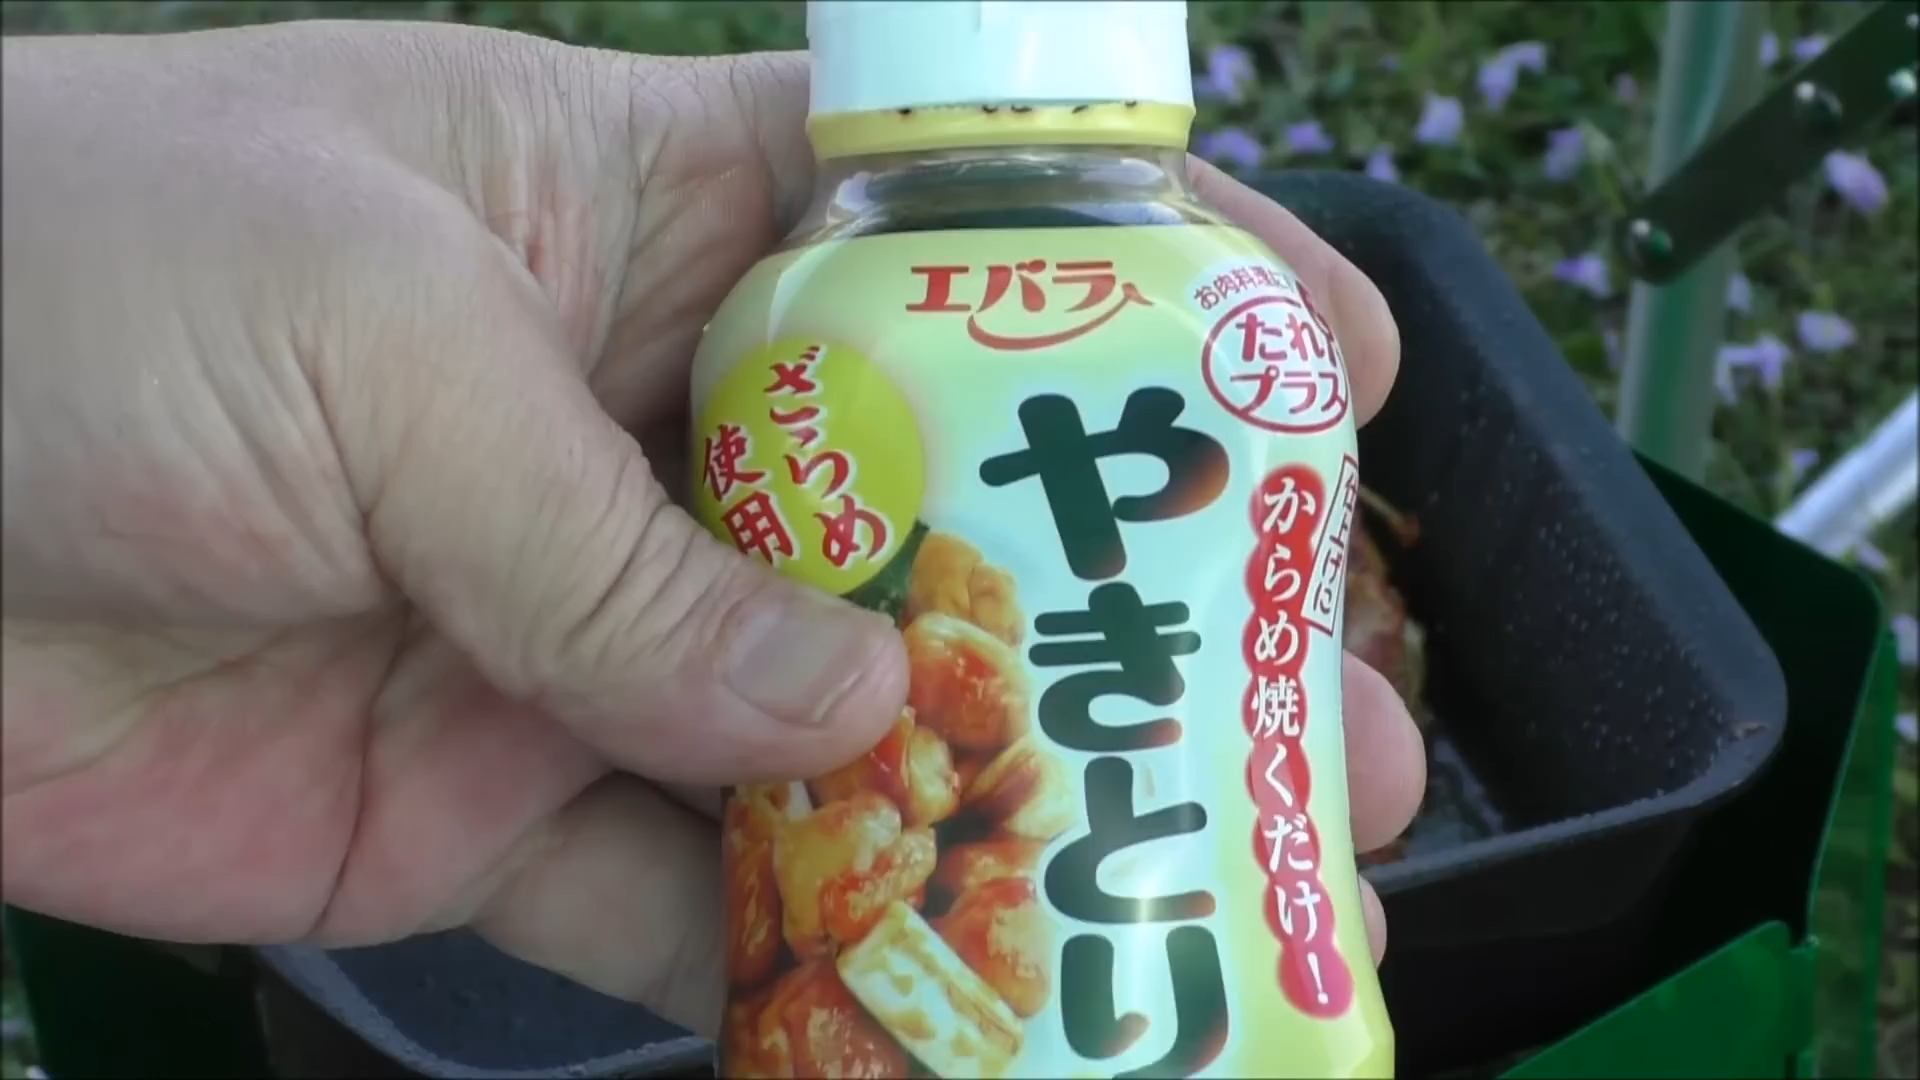 エバラ
お肉料理に
たれ
プラス
ざらめ
使用
やきとり
仕上げに
からめ焼くだけ!